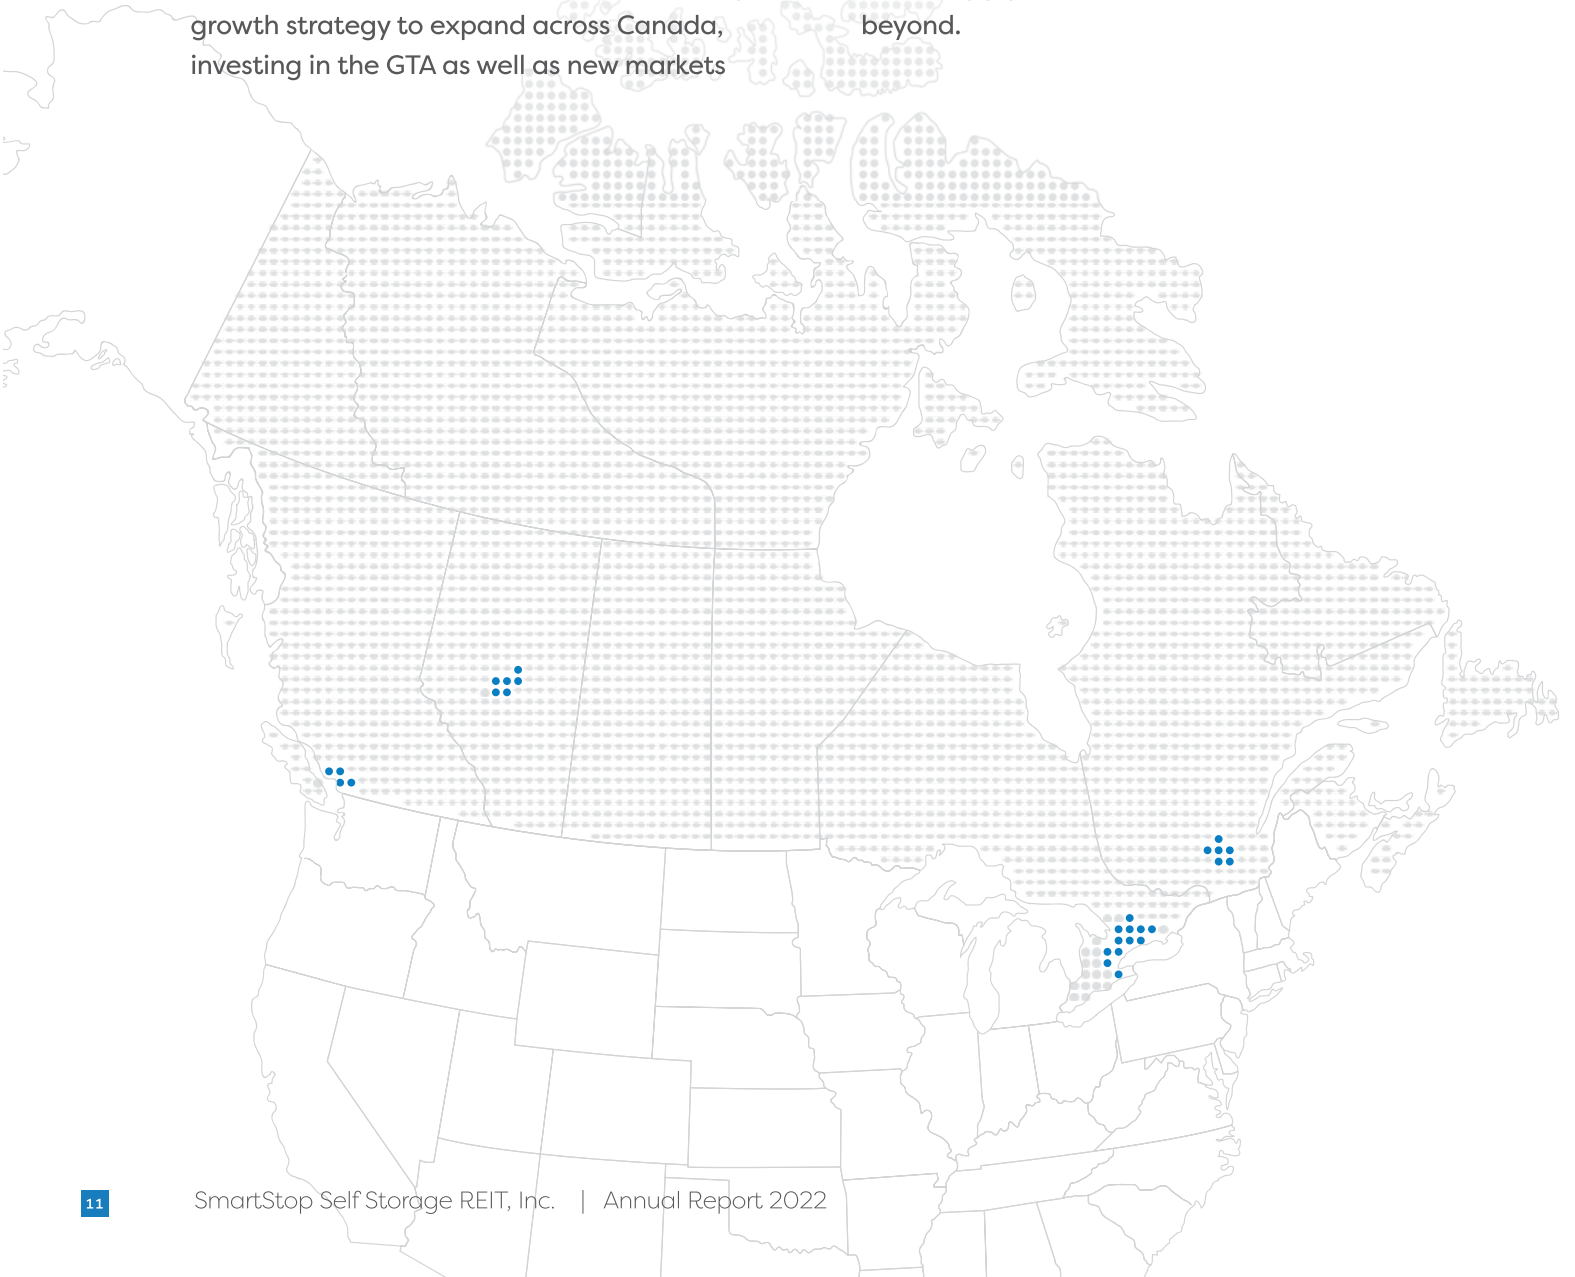 growth strategy to expand across Canada,
investing in the GTA as well as new markets
beyond.
11
SmartStop Self Storage REIT, Inc. | Annual Report 2022